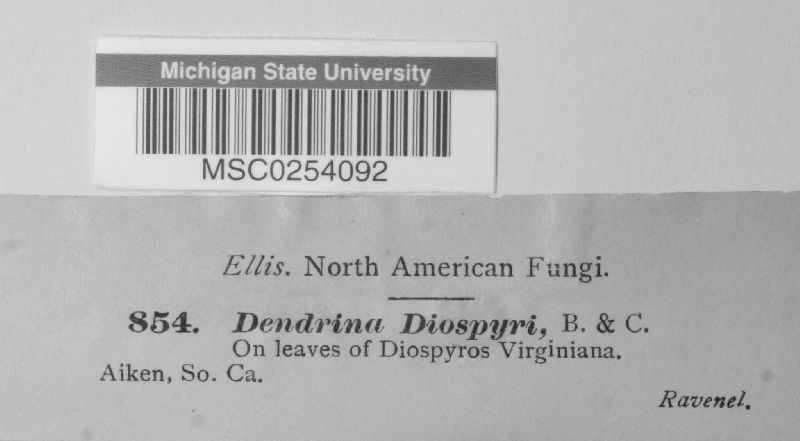 Michigan State University
MSC0254092
Ellis. North American Fungi.
854. Dendrina Diospyri, B. & C.
On leaves of Diospyros Virginiana.
Aiken, So. Ca.
Ravenel.